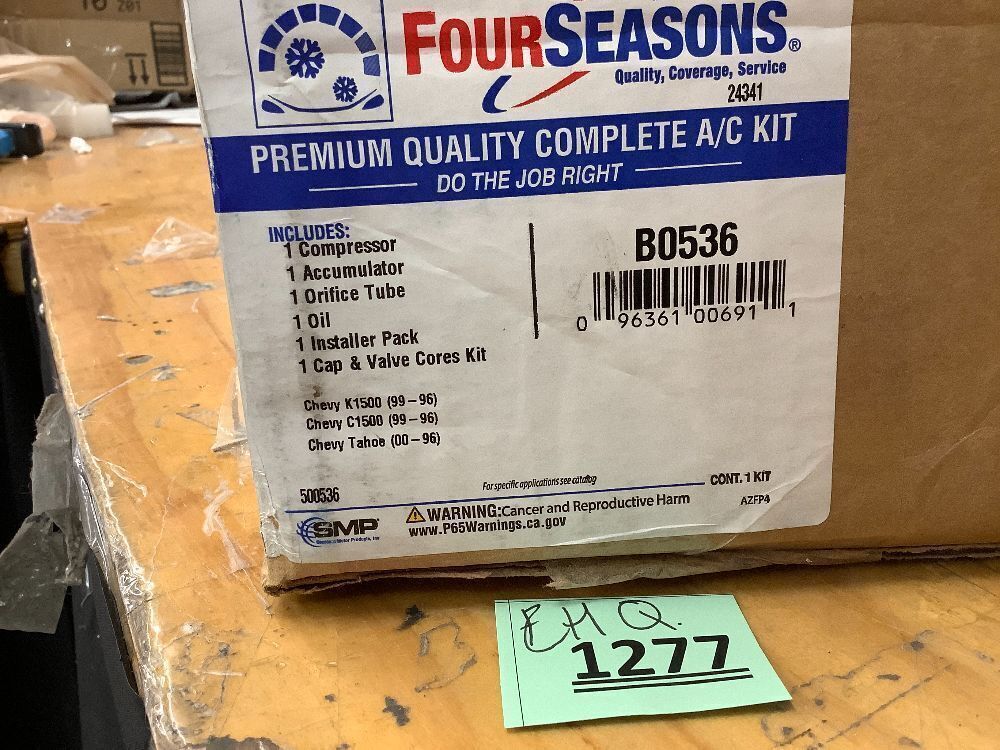 FOURSEASONS®
Quality, Coverage, Service
24341
PREMIUM QUALITY COMPLETE A/C KIT
DO THE JOB RIGHT
INCLUDES:
1 Compressor
1 Accumulator
1 Orifice Tube
1 Oil
1 Installer Pack
1 Cap & Valve Cores Kit
B0536
0 96361 00691 1
Chevy K1500 (99-96)
Chevy C1500 (99-96)
Chevy Tahoe (00-96)
500536
For specific applications see catalog
CONT. 1 KIT
AZFP4
SMP
WARNING: Cancer and Reproductive Harm
www.P65Warnings.ca.gov
1277